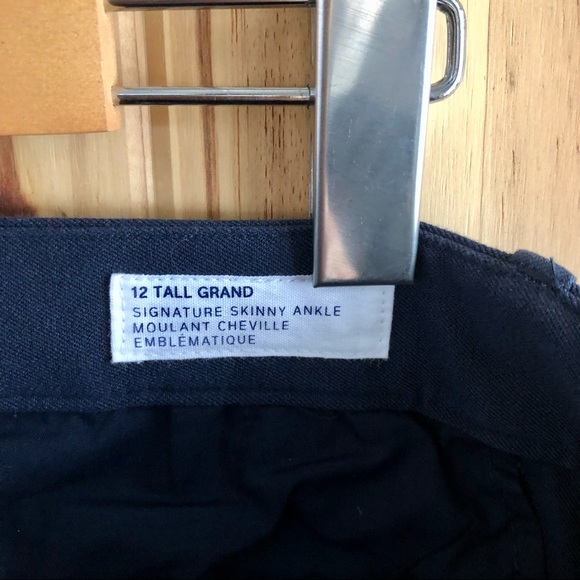 12 TALL GRAND
SIGNATURE SKINNY ANKLE
MOULANT CHEVILLE
EMBLÉMATIQUE